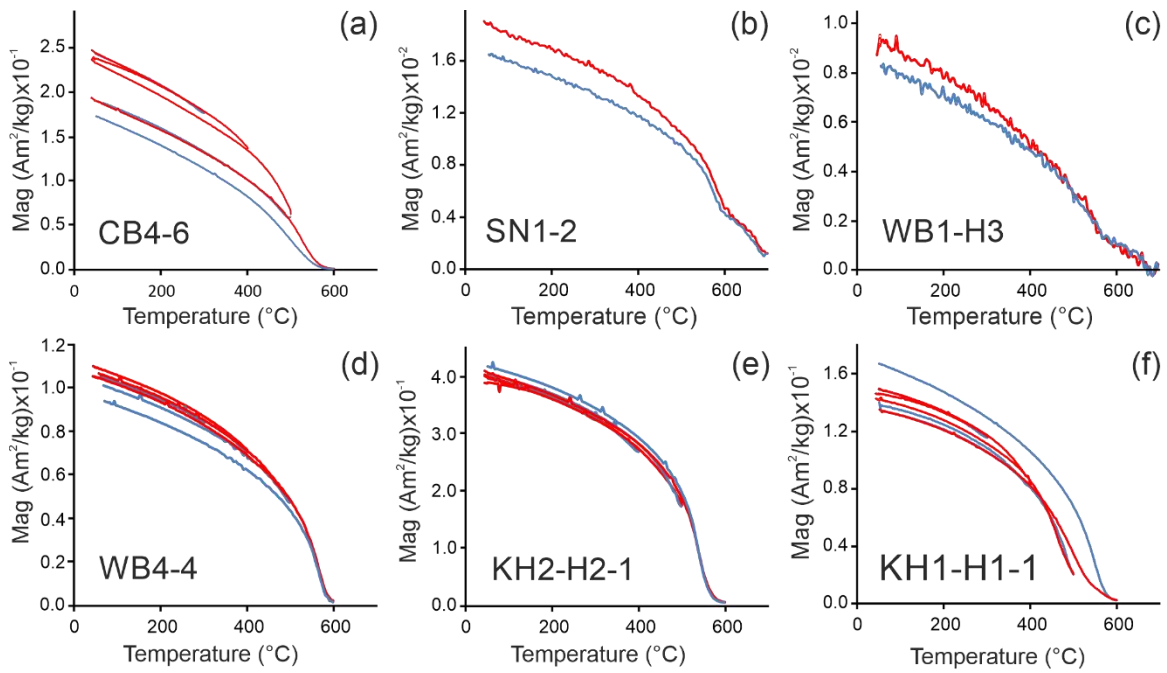 (a)
2.5
2.0
1.5
1.0
0.5
0.0
Mag (Am²/kg)x10⁻¹
CB4-6
0 200 400 600
Temperature (°C)
(b)
1.6
1.2
0.8
0.4
0.0
Mag (Am²/kg)x10⁻²
SN1-2
0 200 400 600
Temperature (°C)
(c)
1.0
0.8
0.6
0.4
0.2
0.0
Mag (Am²/kg)x10⁻²
WB1-H3
0 200 400 600
Temperature (°C)
(d)
1.2
1.0
0.8
0.6
0.4
0.2
0.0
Mag (Am²/kg)x10⁻¹
WB4-4
0 200 400 600
Temperature (°C)
(e)
4.0
3.0
2.0
1.0
0.0
Mag (Am²/kg)x10⁻¹
KH2-H2-1
0 200 400 600
Temperature (°C)
(f)
1.6
1.2
0.8
0.4
0.0
Mag (Am²/kg)x10⁻¹
KH1-H1-1
0 200 400 600
Temperature (°C)